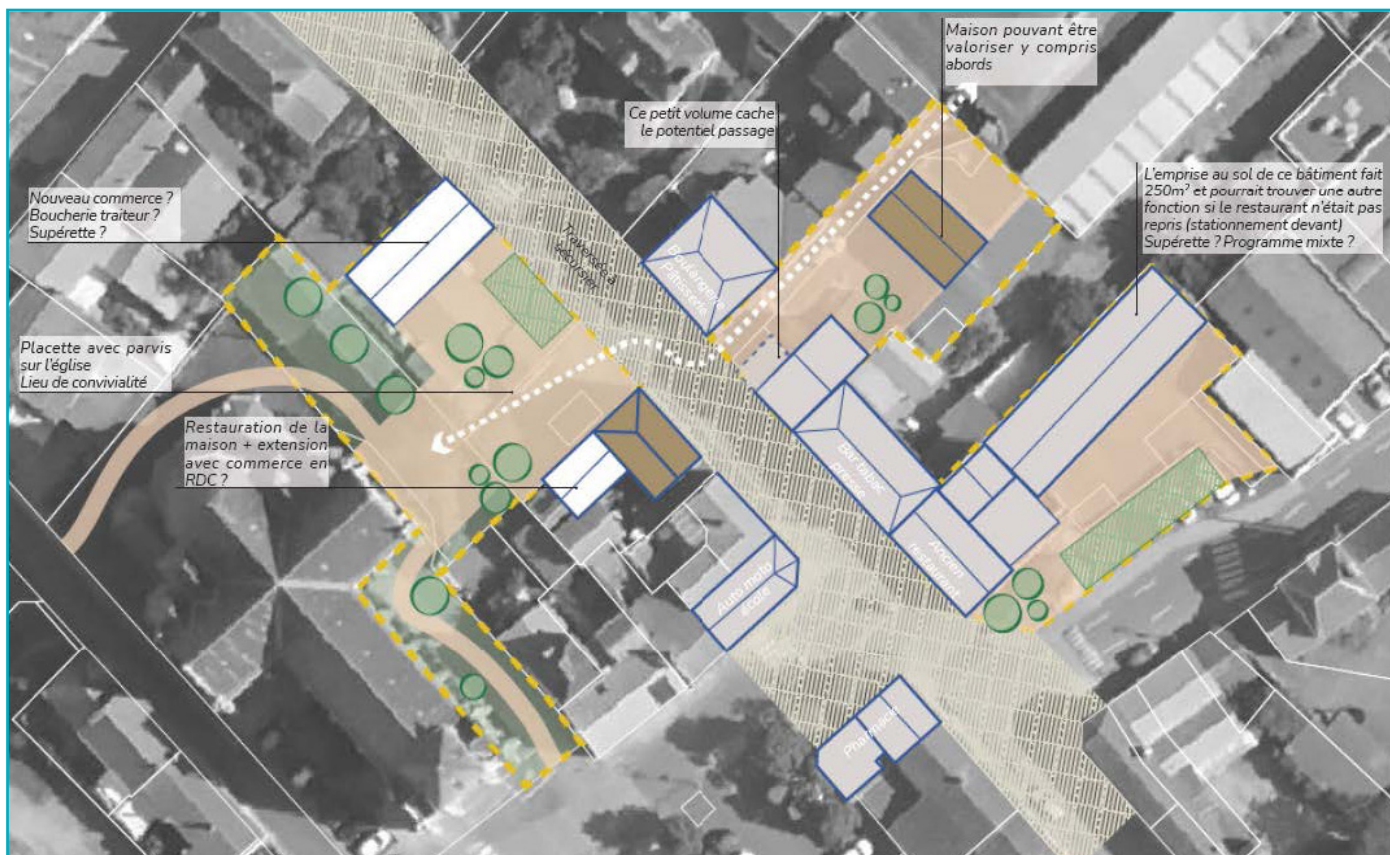 Maison pouvant être
valoriser y compris
abords
Ce petit volume cache
le potentiel passage
L'emprise au sol de ce bâtiment fait
250m² et pourrait trouver une autre
fonction si le restaurant n'était pas
repris (stationnement devant)
Supérette ? Programme mixte ?
Nouveau commerce ?
Boucherie traiteur ?
Supérette ?
Traversée à
sécuriser
Boulangerie
Pâtisserie
Placette avec parvis
sur l'église
Lieu de convivialité
Restauration de la
maison + extension
avec commerce en
RDC ?
Bar tabac
presse
Ancien
restaurant
Auto moto
école
Pharmacie